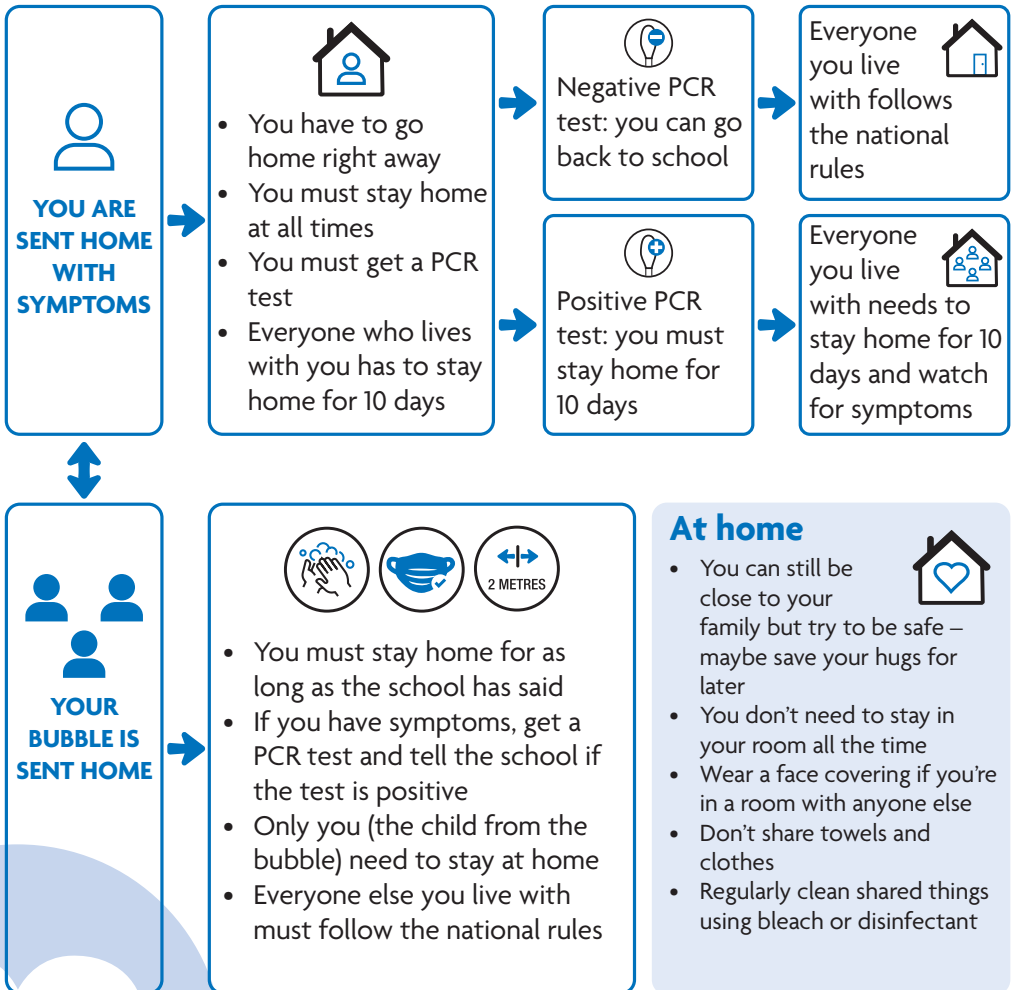 YOU ARE
SENT HOME
WITH
SYMPTOMS
• You have to go
home right away
• You must stay home
at all times
• You must get a PCR
test
• Everyone who lives
with you has to stay
home for 10 days
Negative PCR
test: you can go
back to school
Everyone
you live
with follows
the national
rules
Positive PCR
test: you must
stay home for
10 days
Everyone
you live
with needs to
stay home for 10
days and watch
for symptoms
YOUR
BUBBLE IS
SENT HOME
2 METRES
• You must stay home for as
long as the school has said
• If you have symptoms, get a
PCR test and tell the school if
the test is positive
• Only you (the child from the
bubble) need to stay at home
• Everyone else you live with
must follow the national rules
At home
• You can still be
close to your
family but try to be safe –
maybe save your hugs for
later
• You don’t need to stay in
your room all the time
• Wear a face covering if you’re
in a room with anyone else
• Don’t share towels and
clothes
• Regularly clean shared things
using bleach or disinfectant